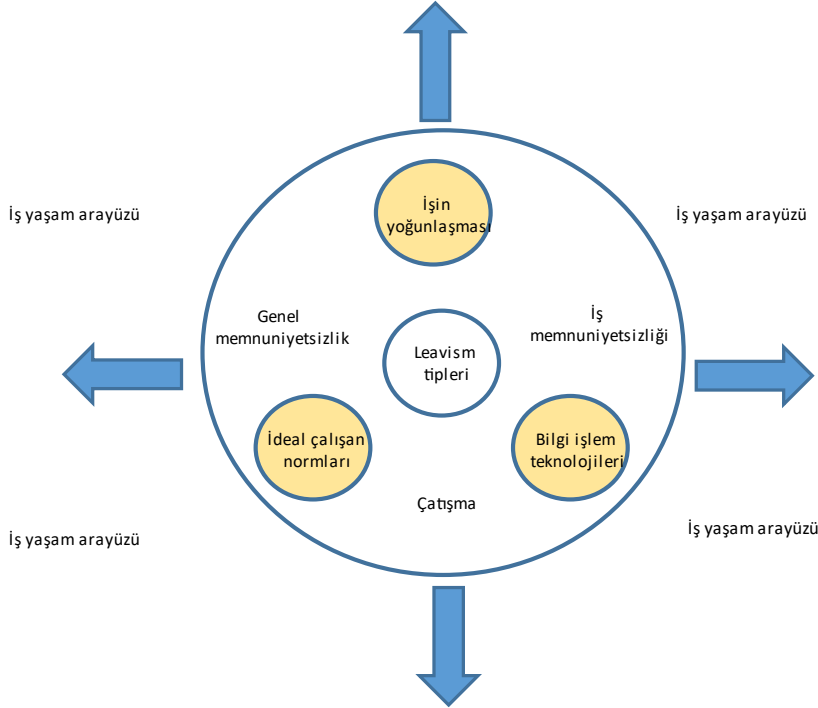 İşin
yoğunlaşması
İş yaşam arayüzü
İş yaşam arayüzü
Genel
memnuniyetsizlik
İş
memnuniyetsizliği
Leavism
tipleri
İdeal çalışan
normları
Bilgi işlem
teknolojileri
Çatışma
İş yaşam arayüzü
İş yaşam arayüzü